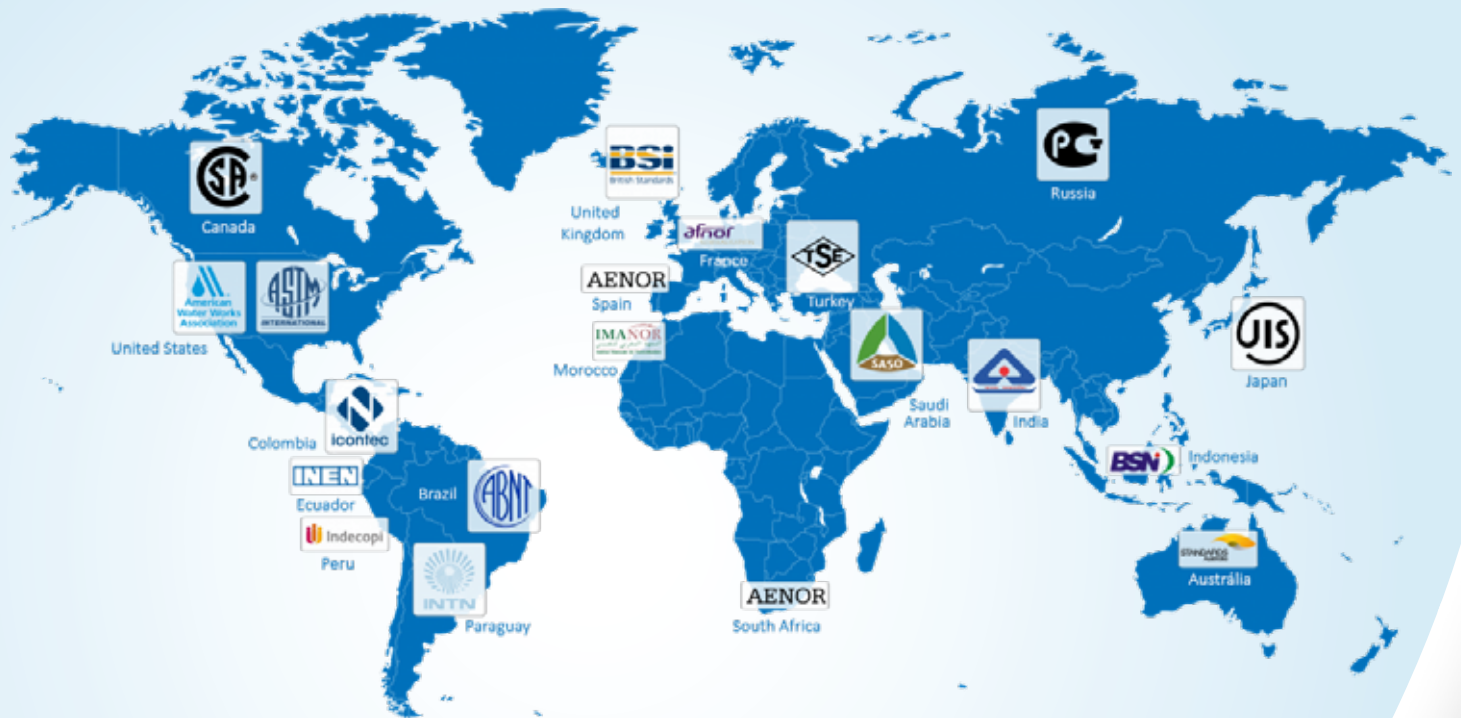 CSA
®
Canada
BSi
British Standards
United
Kingdom
afnor
France
TSE
Turkey
PC
Russia
American
Water Works
Association
ASTM
INTERNATIONAL
United States
AENOR
Spain
IMANOR
Morocco
SASO
Saudi
Arabia
India
JIS
Japan
icontec
Colombia
INEN
Ecuador
Indecopi
Peru
Brazil
ABNT
INTN
Paraguay
AENOR
South Africa
BSN
Indonesia
STANDARDS
Austrália